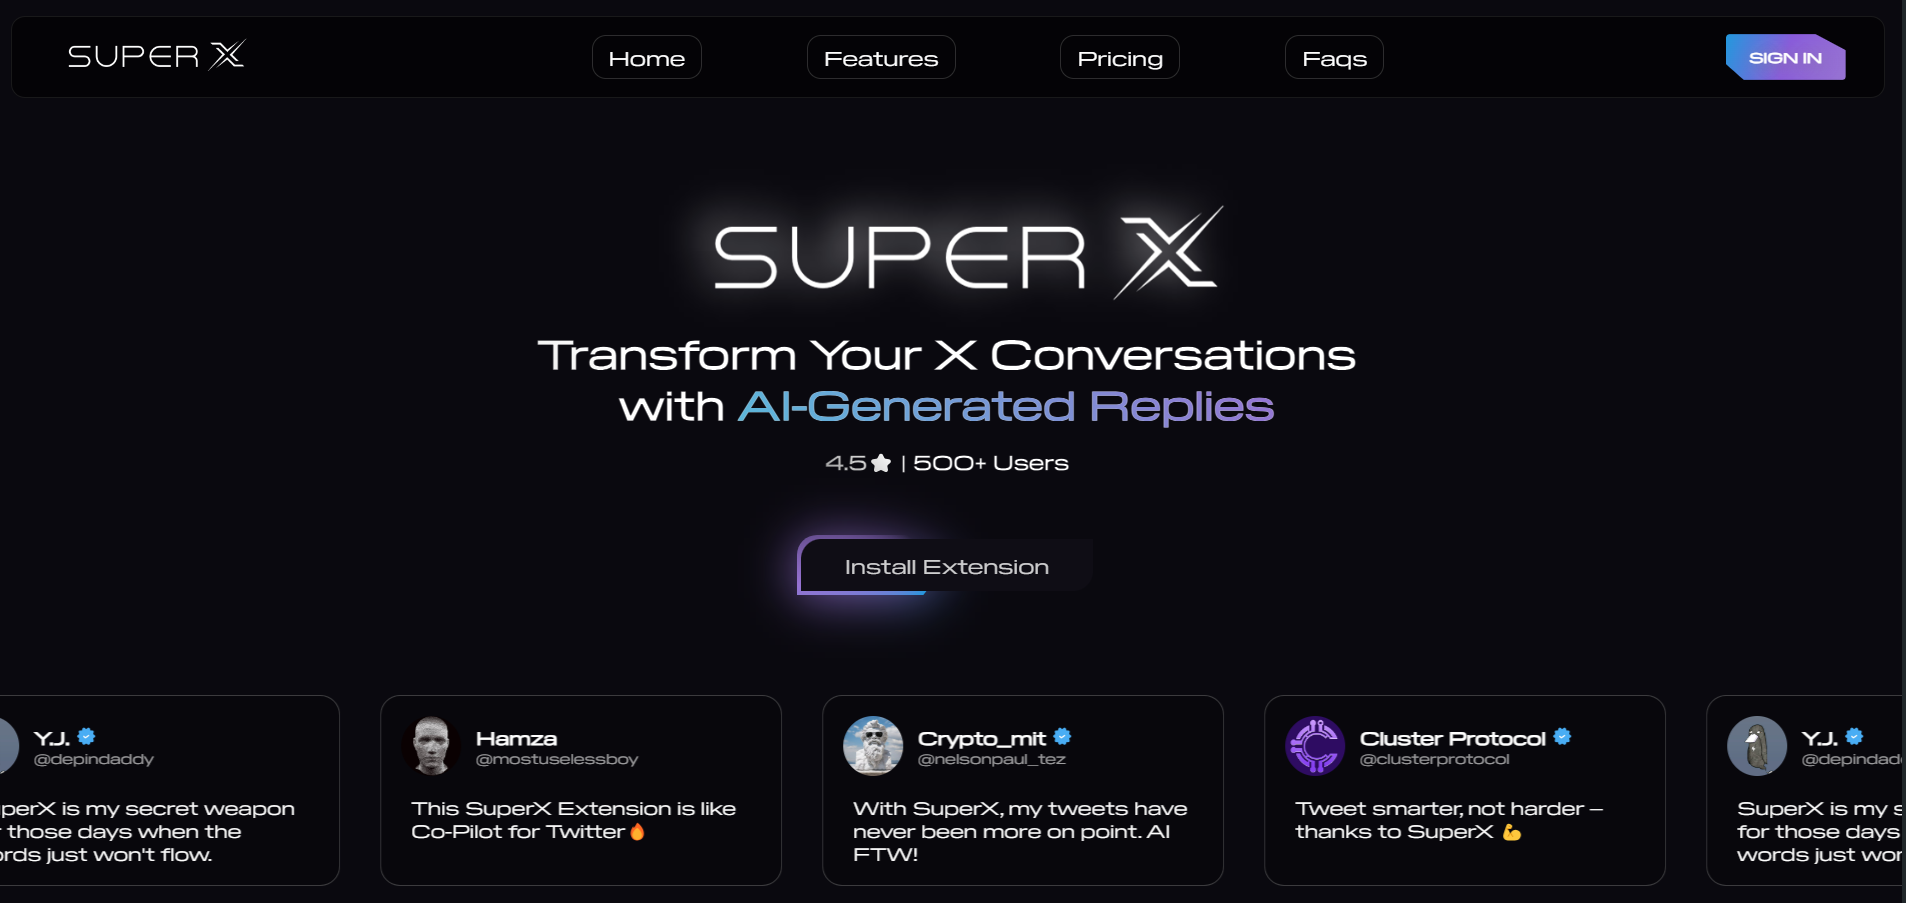 SUPER X
Home
Features
Pricing
Faqs
SIGN IN
SUPER X
Transform Your X Conversations
with AI-Generated Replies
4.5 | 500+ Users
Install Extension
Y.J.
@depindaddy
SuperX is my secret weapon
those days when the
words just won't flow.
Hamza
@mostuselessboy
This SuperX Extension is like
Co-Pilot for Twitter🔥
Crypto_mit
@nelsonpaul_tez
With SuperX, my tweets have
never been more on point. AI
FTW!
Cluster Protocol
@clusterprotocol
Tweet smarter, not harder –
thanks to SuperX 💪
Y.J.
@depindad
SuperX is my s
for those days
words just wor